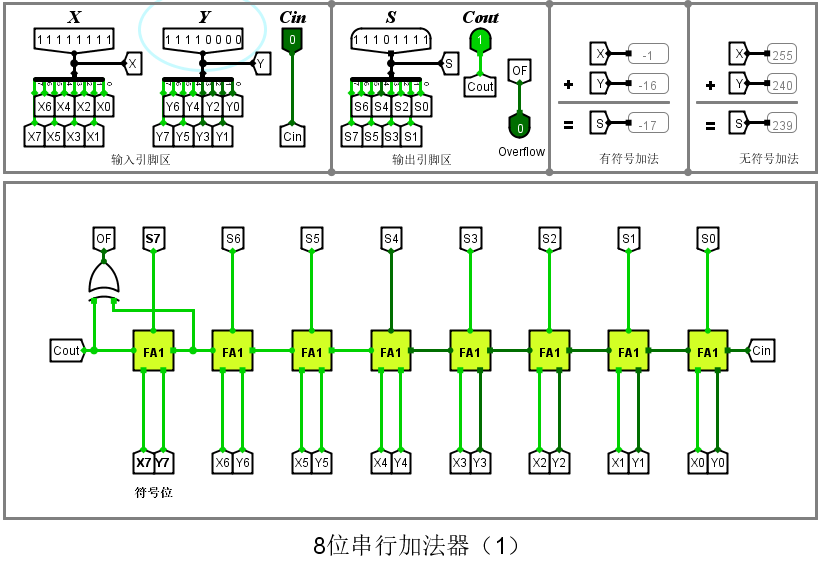 X Y Cin S Cout
11111111 11110000 0 11101111 1
X Y S OF
Cout
X6 X4 X2 X0 Y6 Y4 Y2 Y0 S6 S4 S2 S0
X7 X5 X3 X1 Y7 Y5 Y3 Y1 Cin S7 S5 S3 S1 0
Overflow
输入引脚区 输出引脚区
X -1
+ Y -16
= S -17
有符号加法
X 255
+ Y 240
= S 239
无符号加法
OF S7 S6 S5 S4 S3 S2 S1 S0
Cout FA1 FA1 FA1 FA1 FA1 FA1 FA1 FA1 Cin
X7 Y7 X6 Y6 X5 Y5 X4 Y4 X3 Y3 X2 Y2 X1 Y1 X0 Y0
符号位
8位串行加法器（1）